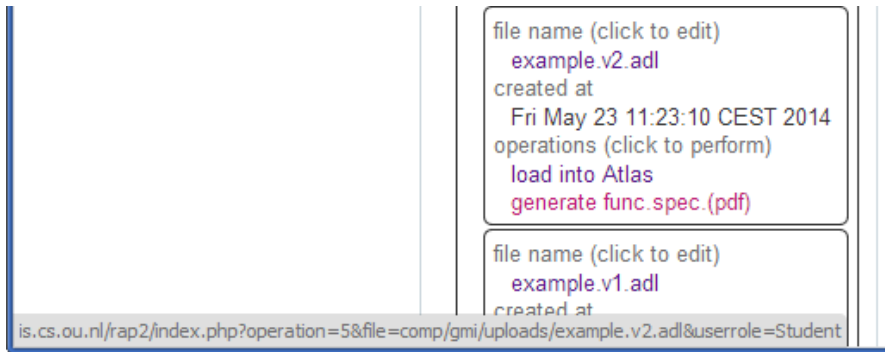 file name (click to edit)
example.v2.adl
created at
Fri May 23 11:23:10 CEST 2014
operations (click to perform)
load into Atlas
generate func.spec.(pdf)
file name (click to edit)
example.v1.adl
created at
is.cs.ou.nl/rap2/index.php?operation=5&file=comp/gmi/uploads/example.v2.adl&userrole=Student